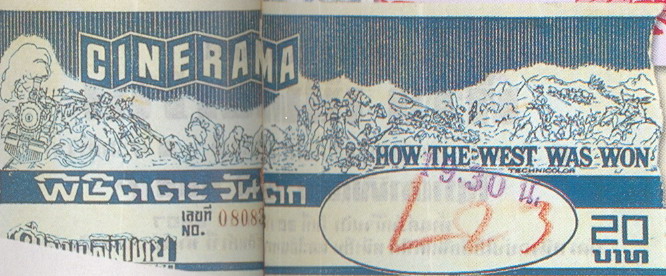 CINERAMA
HOW THE WEST WAS WON
TECHNICOLOR
พิชิตตะวันตก
19.30 น.
เลขที่
NO. 0808
L23
20
บาท